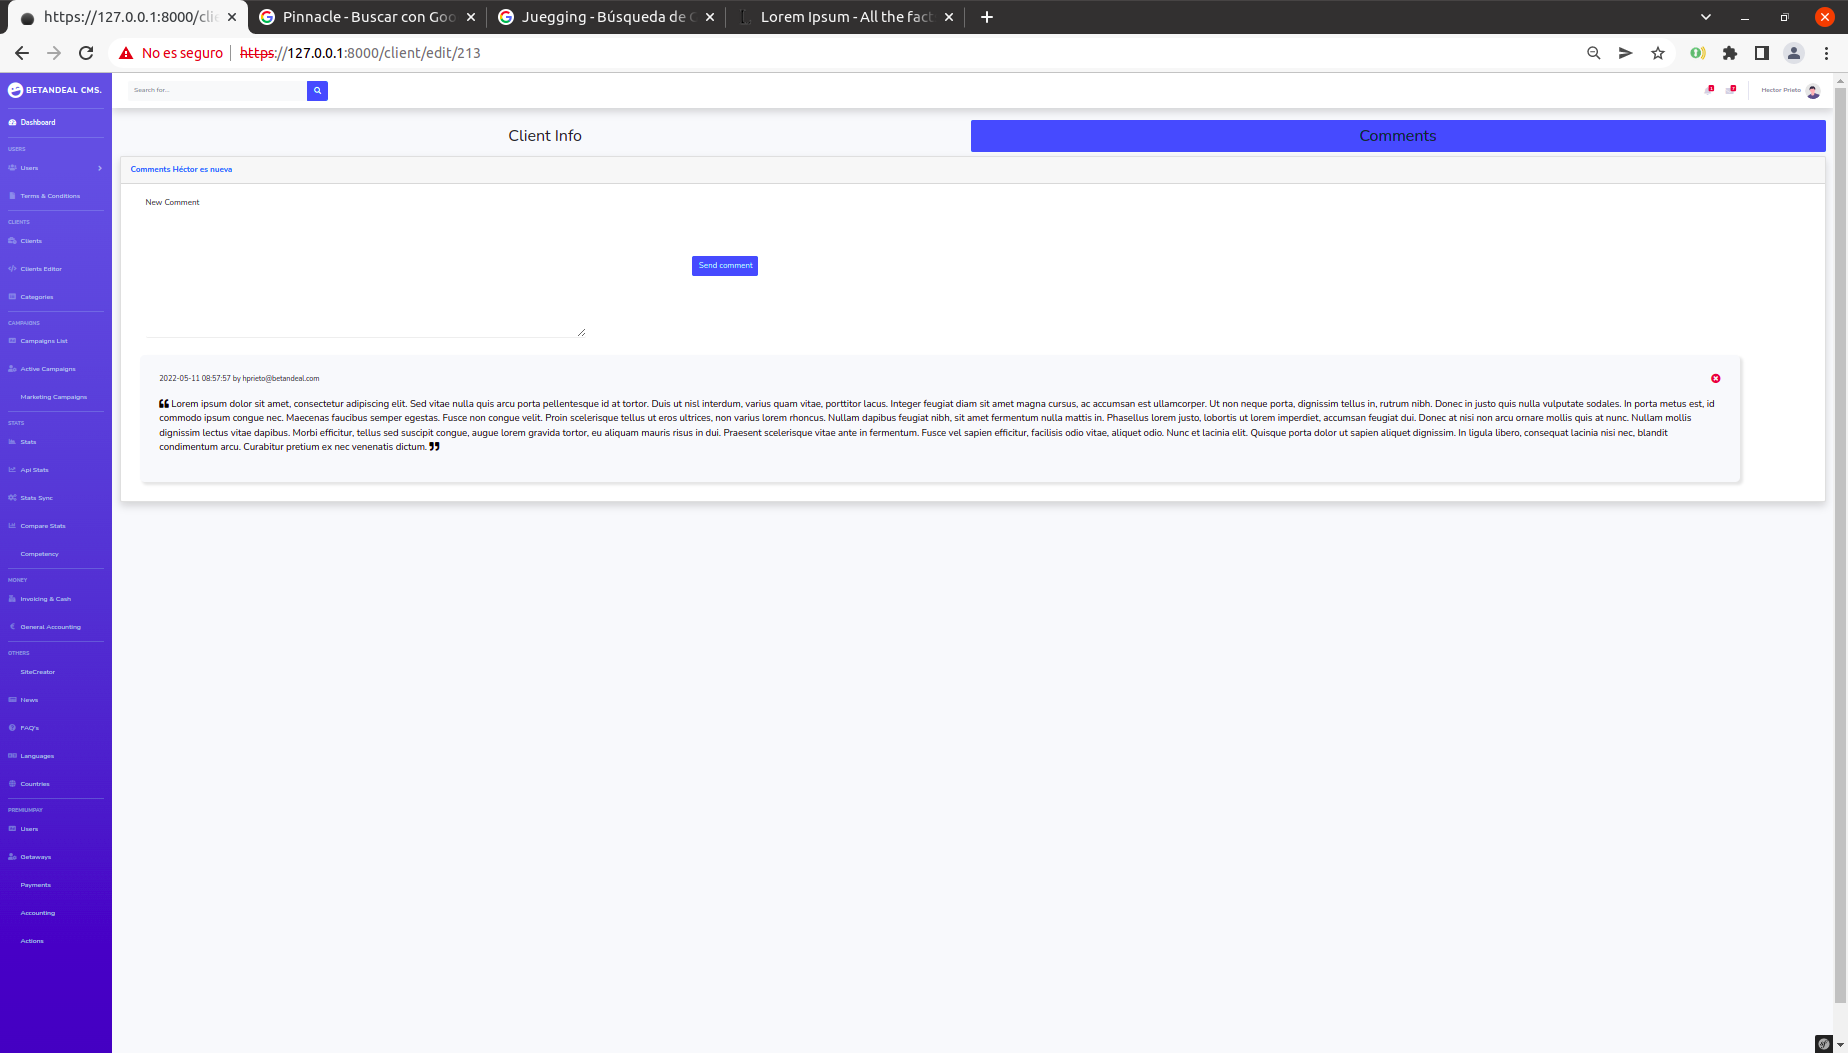 https://127.0.0.1:8000/clie
Pinnacle - Buscar con Goo
Juegging - Búsqueda de G
Lorem Ipsum - All the fact
No es seguro
https://127.0.0.1:8000/client/edit/213
BETANDEAL CMS.
Search for...
Hector Prieto
Dashboard
USERS
Users
Terms & Conditions
CLIENTS
Clients
Clients Editor
Categories
CAMPAIGNS
Campaigns List
Active Campaigns
Marketing Campaigns
STATS
Stats
Api Stats
Stats Sync
Compare Stats
Competency
MONEY
Invoicing & Cash
General Accounting
OTHERS
SiteCreator
News
FAQ's
Languages
Countries
PREMIUMPAY
Users
Getaways
Payments
Accounting
Actions
Client Info
Comments
Comments Héctor es nueva
New Comment
Send comment
2022-05-11 08:57:57 by hprieto@betandeal.com
❝ Lorem ipsum dolor sit amet, consectetur adipiscing elit. Sed vitae nulla quis arcu porta pellentesque id at tortor. Duis ut nisl interdum, varius quam vitae, porttitor lacus. Integer feugiat diam sit amet magna cursus, ac accumsan est ullamcorper. Ut non neque porta, dignissim tellus in, rutrum nibh. Donec in justo quis nulla vulputate sodales. In porta metus est, id
commodo ipsum congue nec. Maecenas faucibus semper egestas. Fusce non congue velit. Proin scelerisque tellus ut eros ultrices, non varius lorem rhoncus. Nullam dapibus feugiat nibh, sit amet fermentum nulla mattis in. Phasellus lorem justo, lobortis ut lorem imperdiet, accumsan feugiat dui. Donec at nisi non arcu ornare mollis quis at nunc. Nullam mollis
dignissim lectus vitae dapibus. Morbi efficitur, tellus sed suscipit congue, augue lorem gravida tortor, eu aliquam mauris risus in dui. Praesent scelerisque vitae ante in fermentum. Fusce vel sapien efficitur, facilisis odio vitae, aliquet odio. Nunc et lacinia elit. Quisque porta dolor ut sapien aliquet dignissim. In ligula libero, consequat lacinia nisi nec, blandit
condimentum arcu. Curabitur pretium ex nec venenatis dictum. ❞